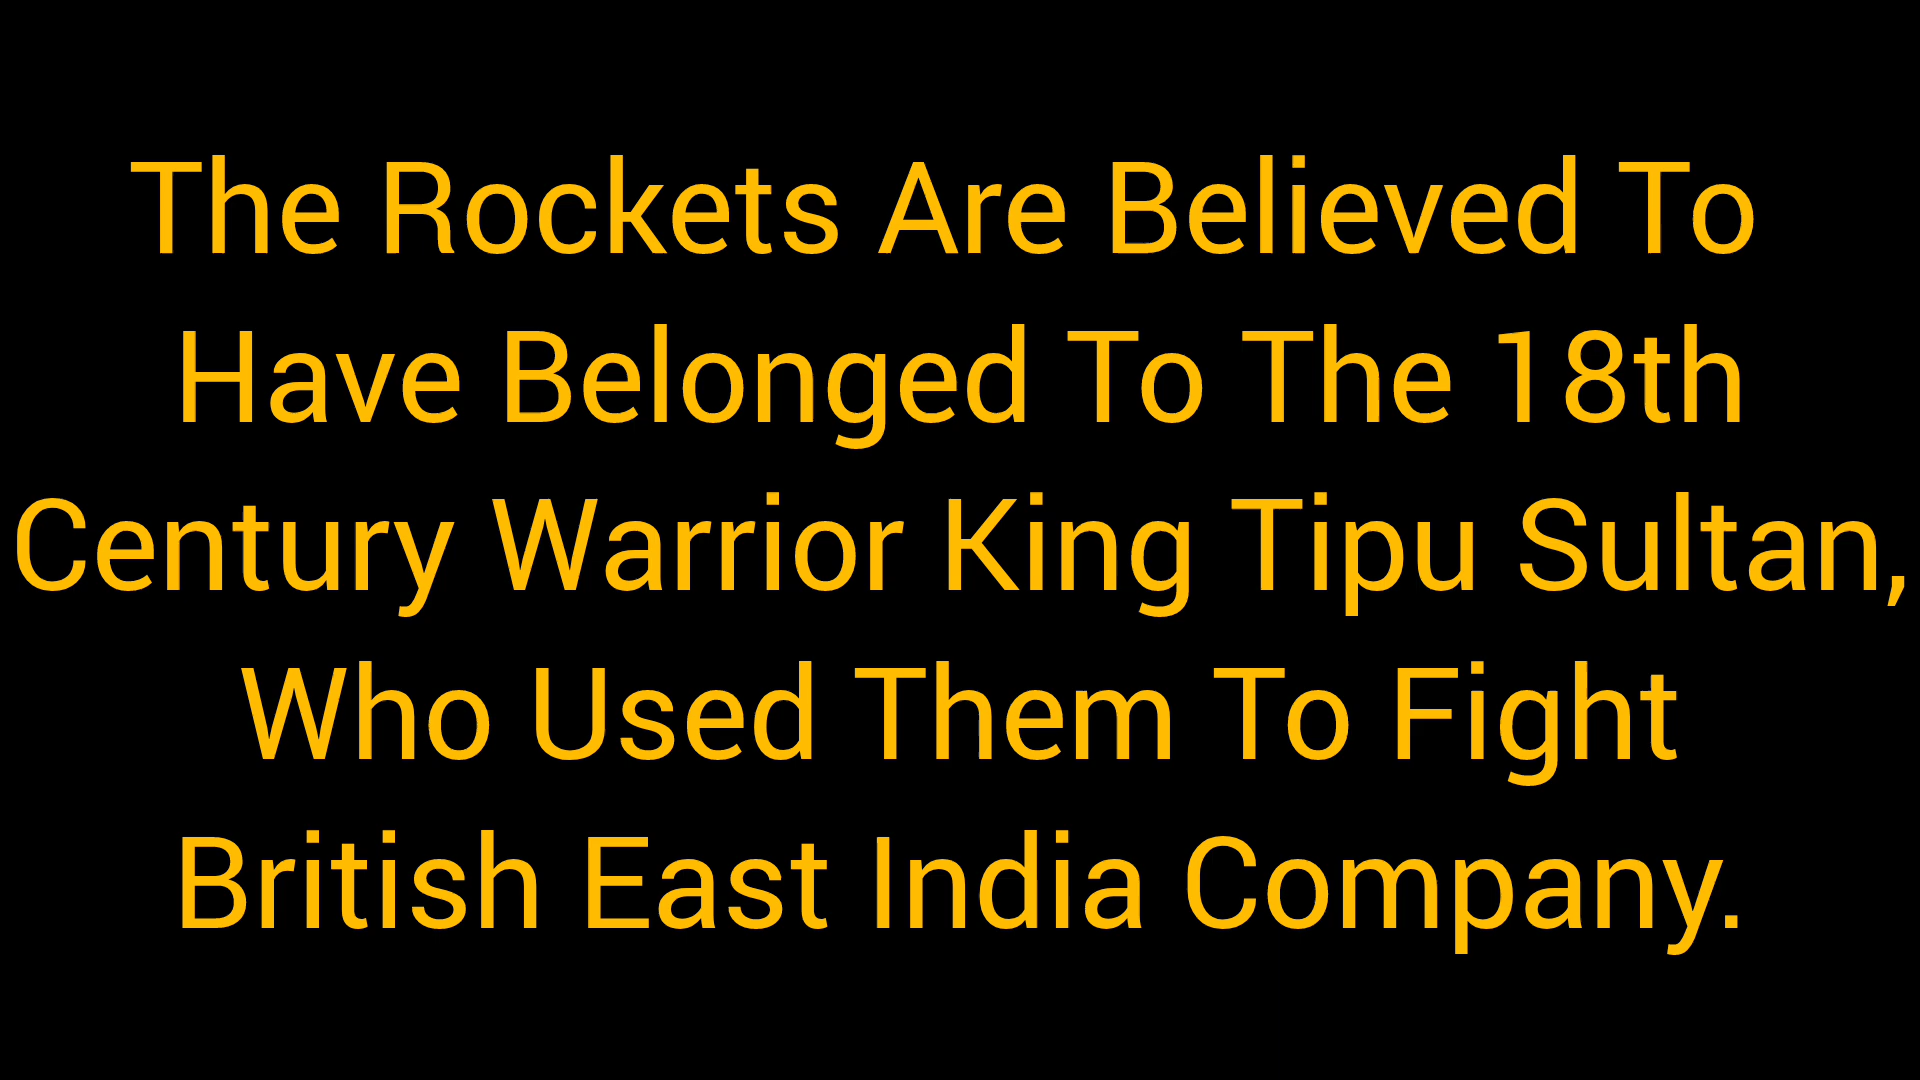 The Rockets Are Believed To
Have Belonged To The 18th
Century Warrior King Tipu Sultan,
Who Used Them To Fight
British East India Company.